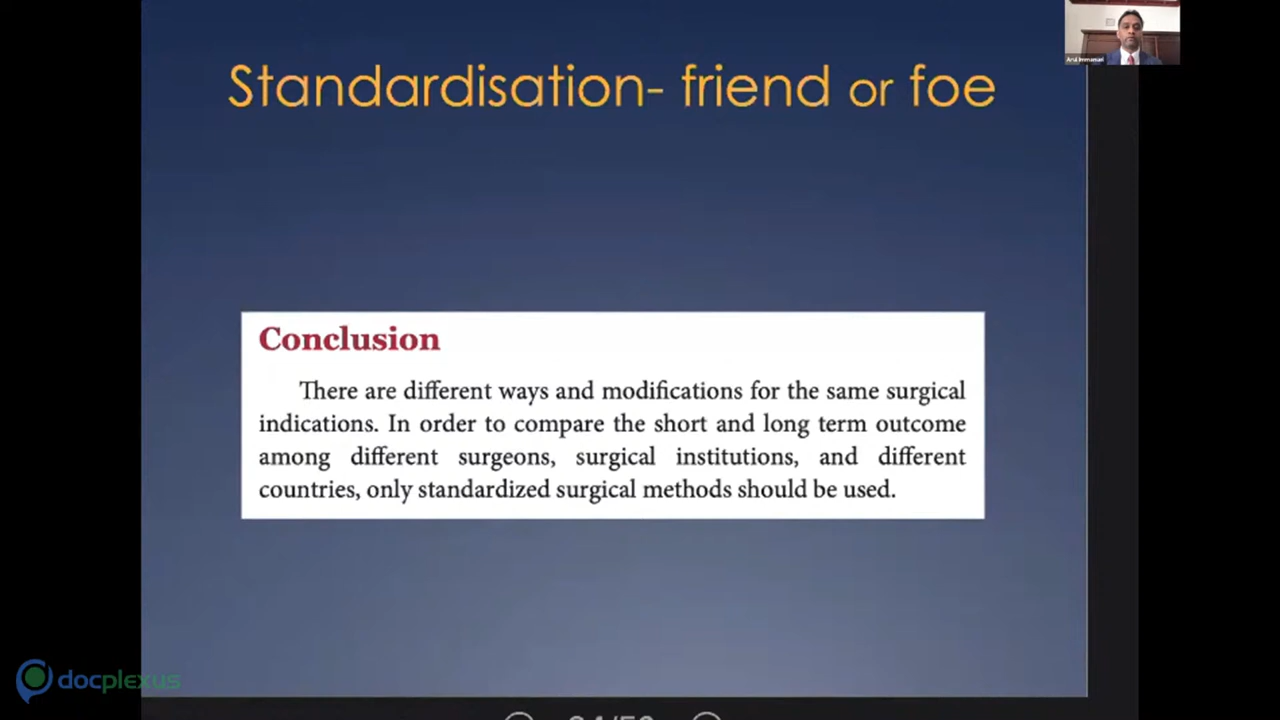 Standardisation- friend or foe
Arul Immanuel
Conclusion
There are different ways and modifications for the same surgical
indications. In order to compare the short and long term outcome
among different surgeons, surgical institutions, and different
countries, only standardized surgical methods should be used.
docplexus